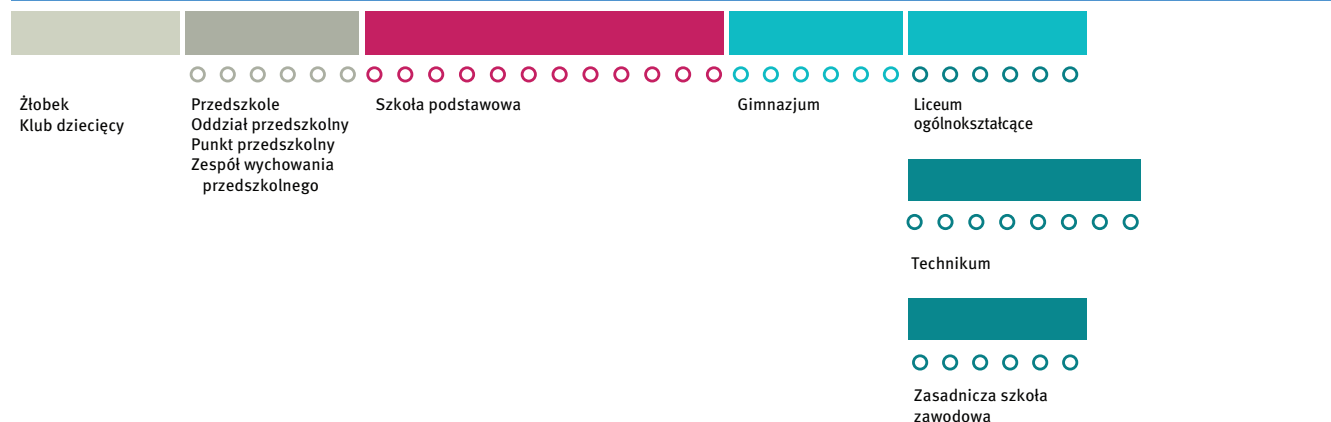 Żłobek
Klub dziecięcy
Przedszkole
Oddział przedszkolny
Punkt przedszkolny
Zespół wychowania
przedszkolnego
Szkoła podstawowa
Gimnazjum
Liceum
ogólnokształcące
Technikum
Zasadnicza szkoła
zawodowa